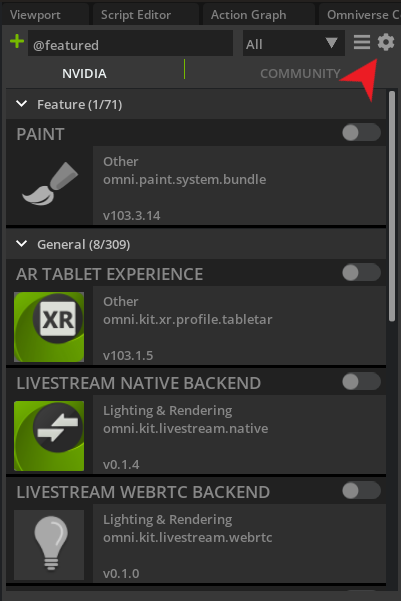 Viewport Script Editor Action Graph Omniverse C
@featured All
NVIDIA COMMUNITY
Feature (1/71)
PAINT
Other
omni.paint.system.bundle
v103.3.14
General (8/309)
AR TABLET EXPERIENCE
XR
Other
omni.kit.xr.profile.tabletar
v103.1.5
LIVESTREAM NATIVE BACKEND
Lighting & Rendering
omni.kit.livestream.native
v0.1.4
LIVESTREAM WEBRTC BACKEND
Lighting & Rendering
omni.kit.livestream.webrtc
v0.1.0